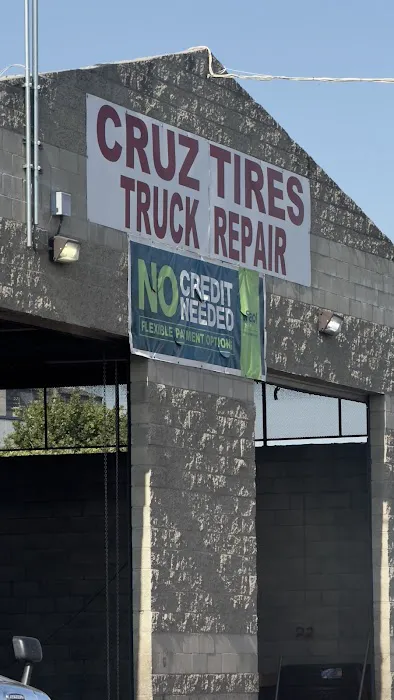 CRUZ TIRES
TRUCK REPAIR
NO CREDIT
NEEDED
FLEXIBLE PAYMENT OPTION